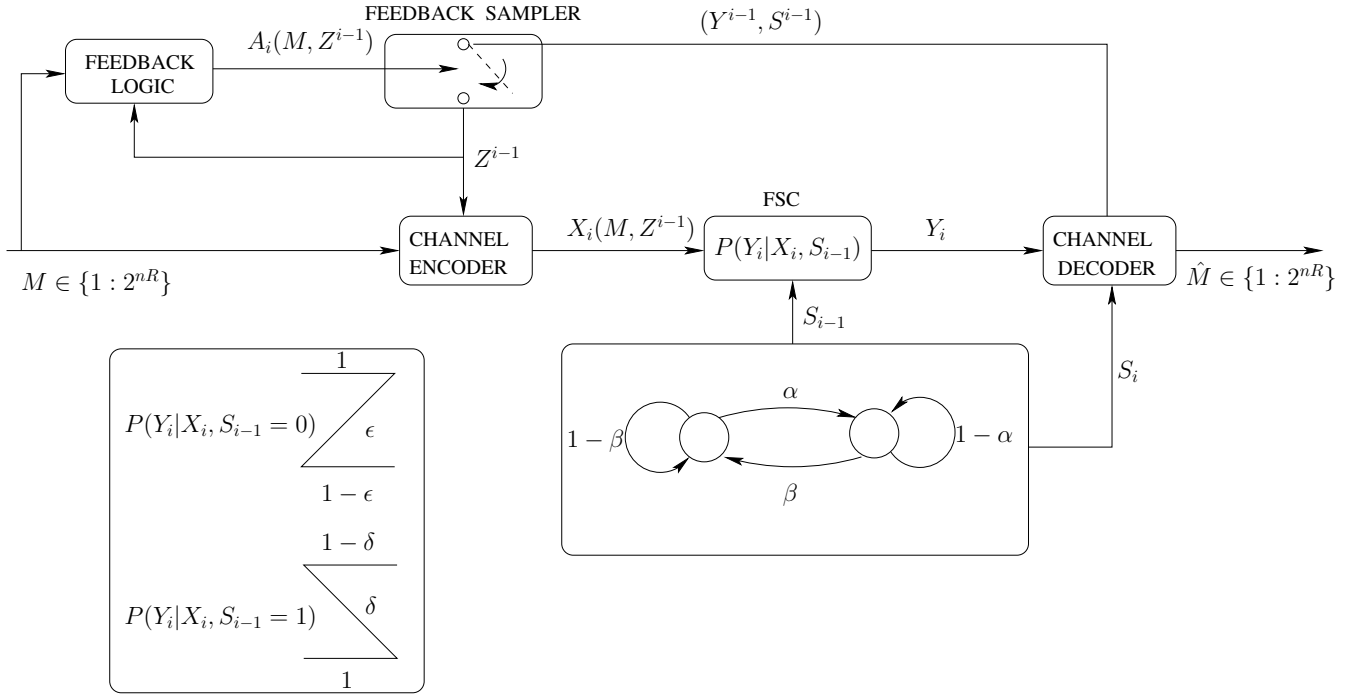 FEEDBACK SAMPLER
(Y^{i-1}, S^{i-1})
A_i(M, Z^{i-1})
FEEDBACK
LOGIC
Z^{i-1}
FSC
CHANNEL
ENCODER
X_i(M, Z^{i-1})
P(Y_i|X_i, S_{i-1})
Y_i
CHANNEL
DECODER
M ∈ {1 : 2^{nR}}
M̂ ∈ {1 : 2^{nR}}
S_{i-1}
S_i
1
P(Y_i|X_i, S_{i-1} = 0)
ϵ
1 − ϵ
1 − δ
P(Y_i|X_i, S_{i-1} = 1)
δ
1
α
1 − β
1 − α
β